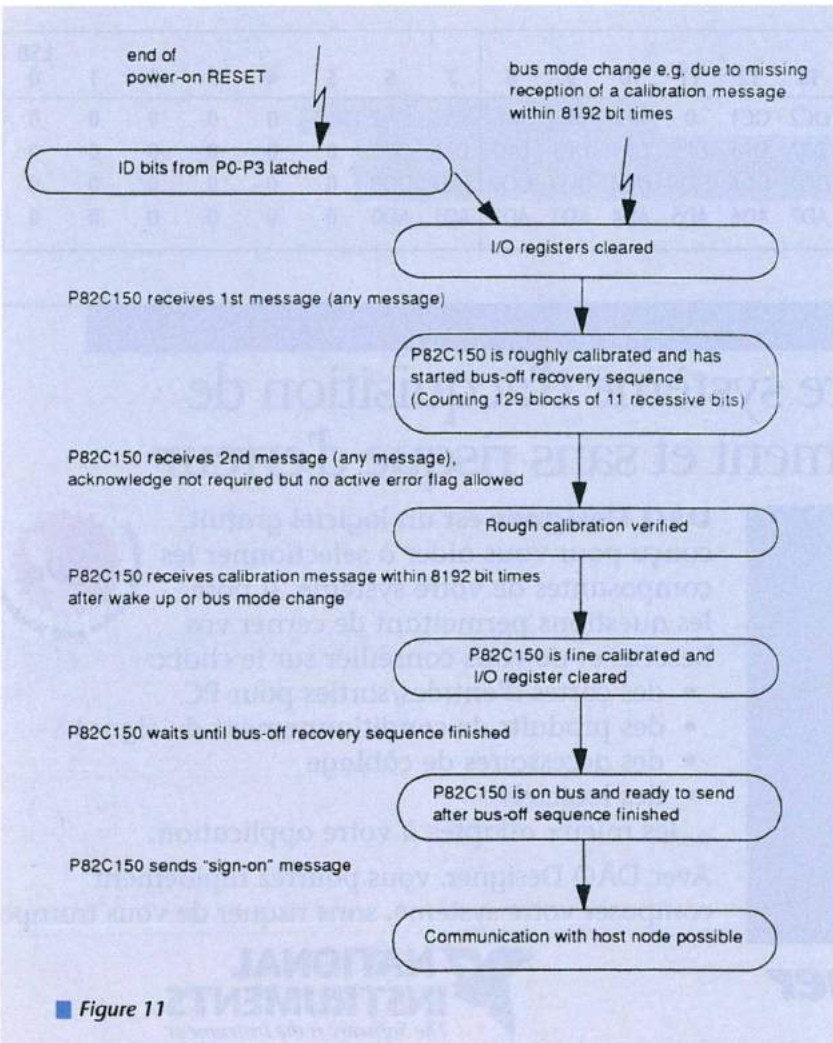 end of
power-on RESET
bus mode change e.g. due to missing
reception of a calibration message
within 8192 bit times
ID bits from P0-P3 latched
I/O registers cleared
P82C150 receives 1st message (any message)
P82C150 is roughly calibrated and has
started bus-off recovery sequence
(Counting 129 blocks of 11 recessive bits)
P82C150 receives 2nd message (any message),
acknowledge not required but no active error flag allowed
Rough calibration verified
P82C150 receives calibration message within 8192 bit times
after wake up or bus mode change
P82C150 is fine calibrated and
I/O register cleared
P82C150 waits until bus-off recovery sequence finished
P82C150 is on bus and ready to send
after bus-off sequence finished
P82C150 sends "sign-on" message
Communication with host node possible
Figure 11